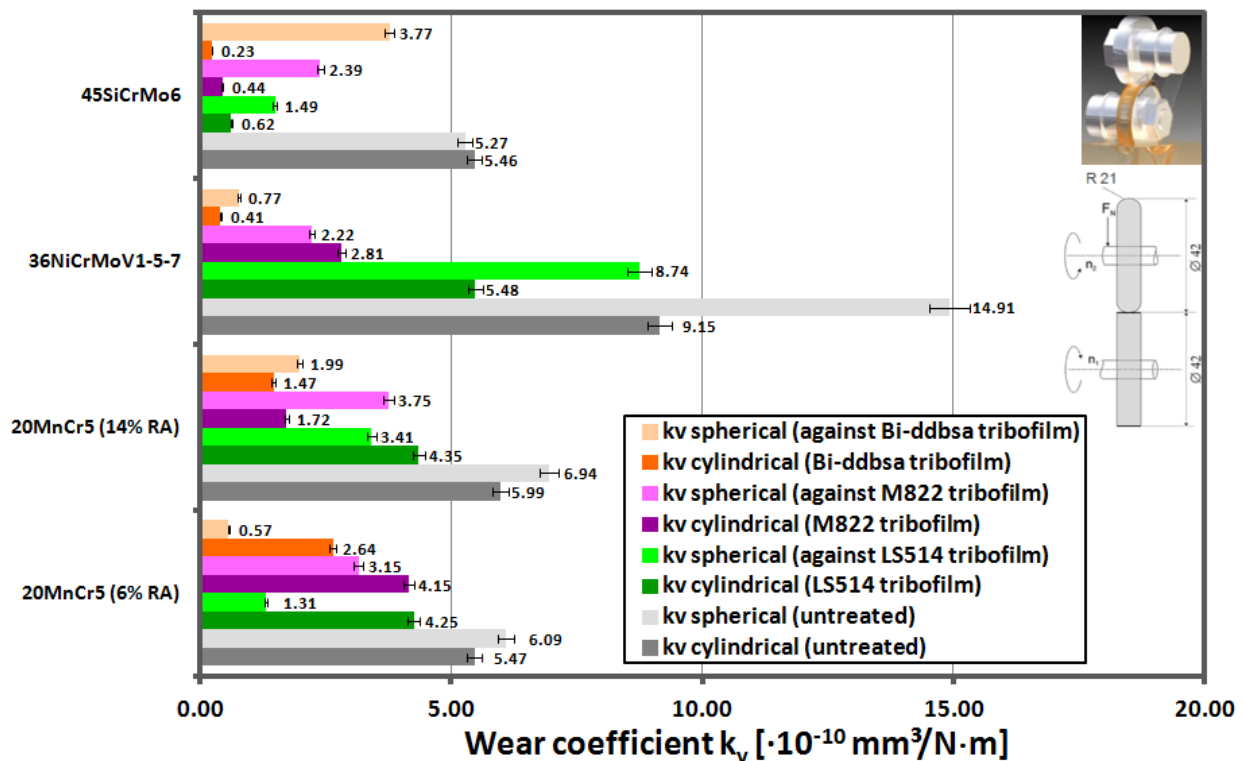 45SiCrMo6
3.77
0.23
2.39
0.44
1.49
0.62
5.27
5.46
36NiCrMoV1-5-7
0.77
0.41
2.22
2.81
8.74
5.48
14.91
9.15
20MnCr5 (14% RA)
1.99
1.47
3.75
1.72
3.41
4.35
6.94
5.99
20MnCr5 (6% RA)
0.57
2.64
3.15
4.15
1.31
4.25
6.09
5.47
R 21
F_N
n₂
Ø 42
n₁
Ø 42
kv spherical (against Bi-ddbsa tribofilm)
kv cylindrical (Bi-ddbsa tribofilm)
kv spherical (against M822 tribofilm)
kv cylindrical (M822 tribofilm)
kv spherical (against LS514 tribofilm)
kv cylindrical (LS514 tribofilm)
kv spherical (untreated)
kv cylindrical (untreated)
0.00 5.00 10.00 15.00 20.00
Wear coefficient kᵥ [·10⁻¹⁰ mm³/N·m]